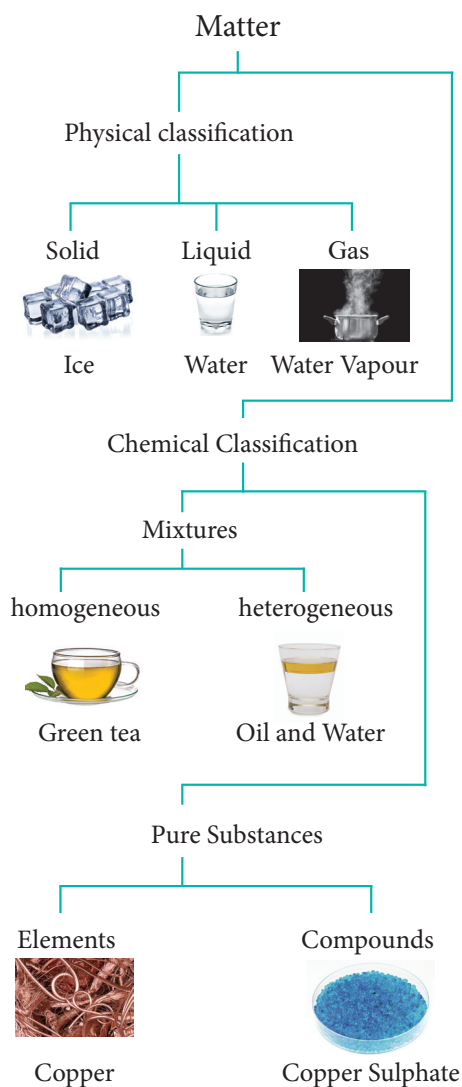 Matter
Physical classification
Solid Liquid Gas
Ice Water Water Vapour
Chemical Classification
Mixtures
homogeneous heterogeneous
Green tea Oil and Water
Pure Substances
Elements Compounds
Copper Copper Sulphate